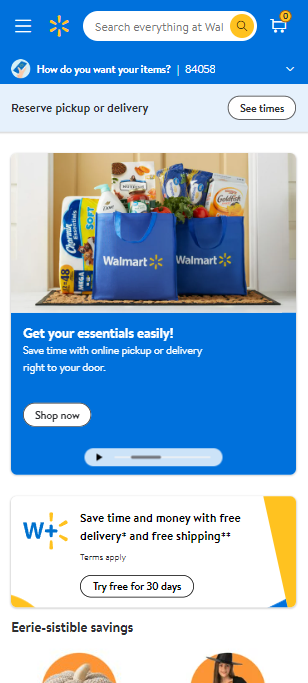 Search everything at Wal
0
How do you want your items? | 84058
Reserve pickup or delivery
See times
Charmin
Essentials
SOFT
48
MEGA
Goldfish
Walmart
Walmart
Get your essentials easily!
Save time with online pickup or delivery
right to your door.
Shop now
W+
Save time and money with free
delivery* and free shipping**
Terms apply
Try free for 30 days
Eerie-sistible savings